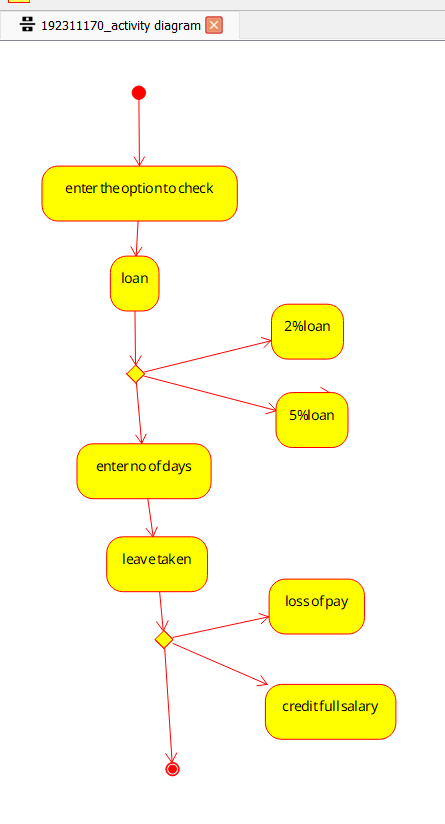 192311170_activity diagram
enter the option to check
loan
2%loan
5%loan
enter no of days
leave taken
loss of pay
credit full salary